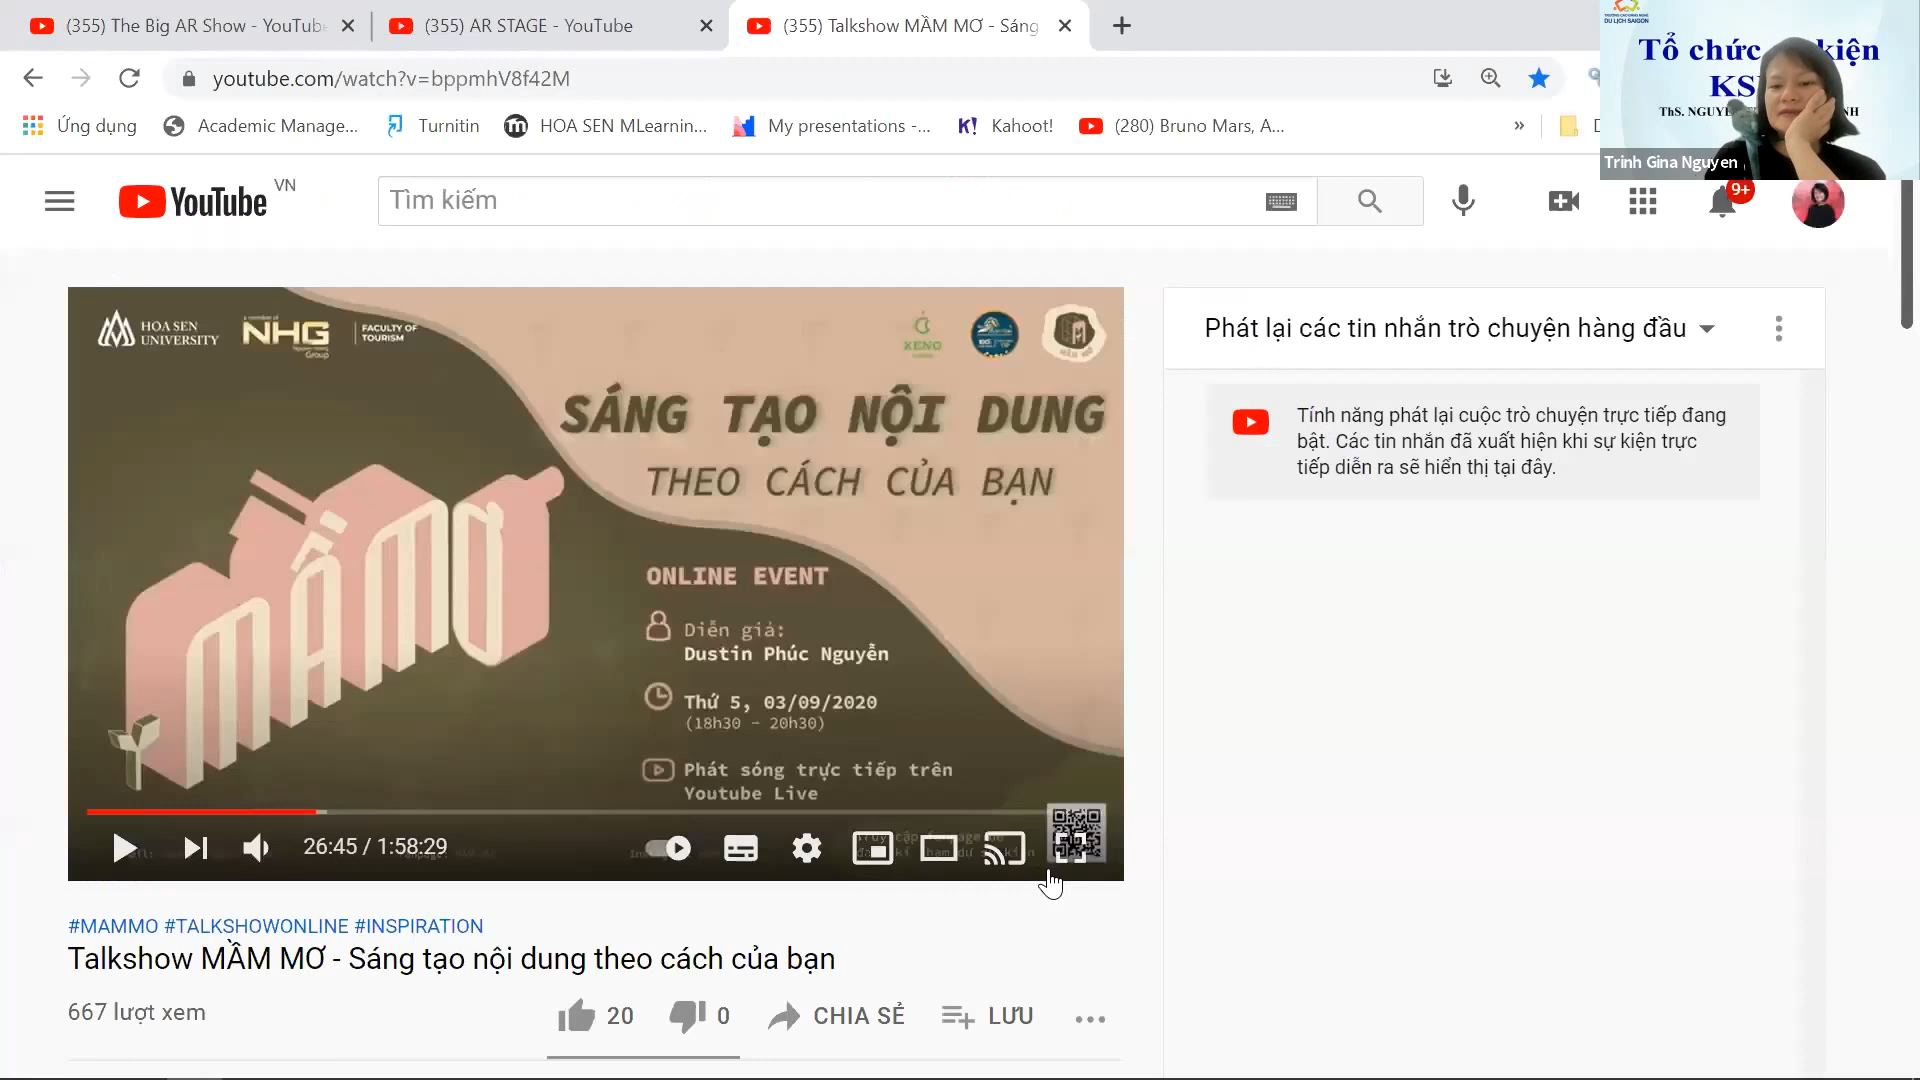 (355) The Big AR Show - YouTube
(355) AR STAGE - YouTube
(355) Talkshow MẦM MƠ - Sáng
youtube.com/watch?v=bppmhV8f42M
Ứng dụng
Academic Manage...
Turnitin
HOA SEN MLearnin...
My presentations -...
K! Kahoot!
(280) Bruno Mars, A...
»
DU LỊCH SAIGON
Tổ chức kiện
ThS.
Trinh Gina Nguyen
YouTube VN
Tìm kiếm
9+
HOA SEN UNIVERSITY
a member of
NHG
Group
FACULTY OF TOURISM
XENO
SÁNG TẠO NỘI DUNG
THEO CÁCH CỦA BẠN
MẦM MƠ
ONLINE EVENT
Diễn giả:
Dustin Phúc Nguyễn
Thứ 5, 03/09/2020
(18h30 - 20h30)
Phát sóng trực tiếp trên
Youtube Live
26:45 / 1:58:29
Phát lại các tin nhắn trò chuyện hàng đầu
Tính năng phát lại cuộc trò chuyện trực tiếp đang
bật. Các tin nhắn đã xuất hiện khi sự kiện trực
tiếp diễn ra sẽ hiển thị tại đây.
#MAMMO #TALKSHOWONLINE #INSPIRATION
Talkshow MẦM MƠ - Sáng tạo nội dung theo cách của bạn
667 lượt xem
20
0
CHIA SẺ
LƯU